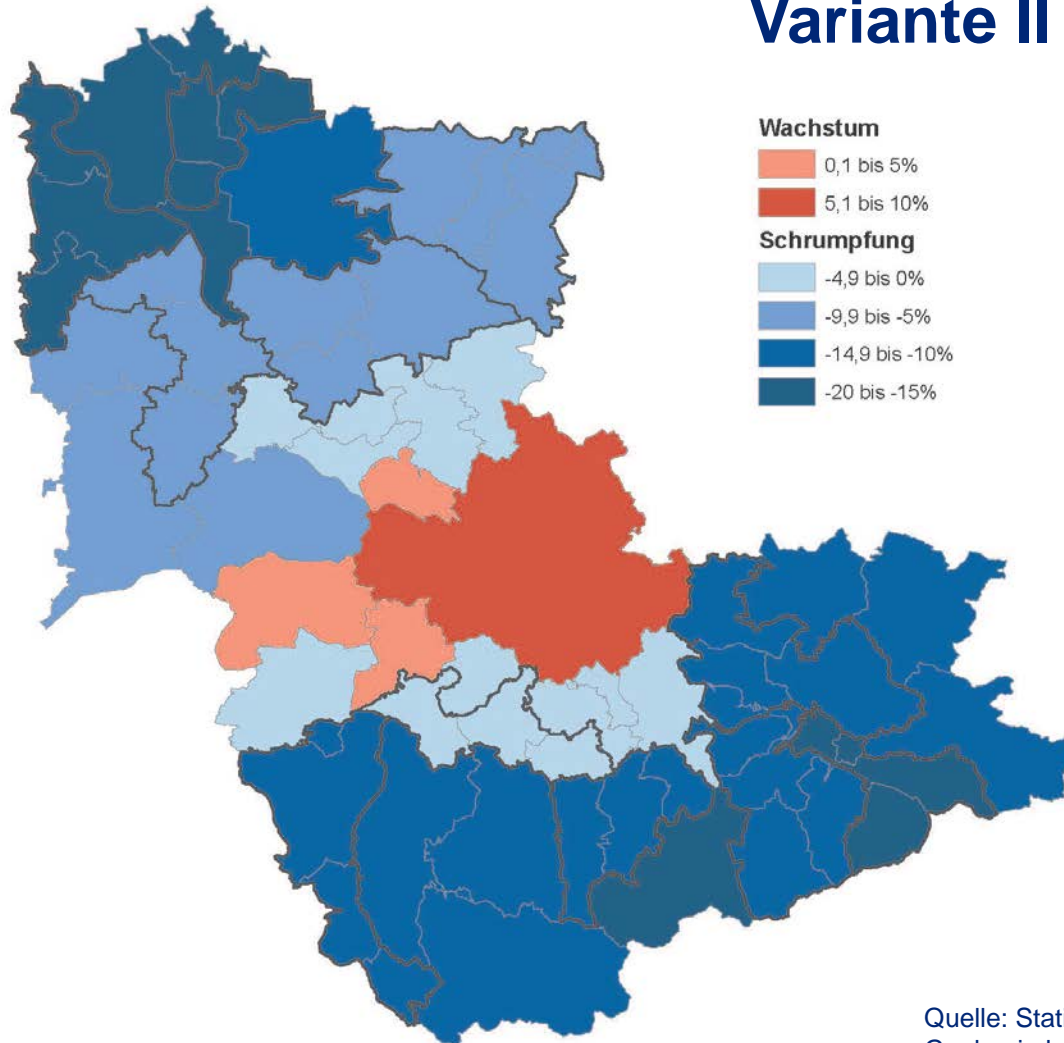 Variante II
Wachstum
0,1 bis 5%
5,1 bis 10%
Schrumpfung
-4,9 bis 0%
-9,9 bis -5%
-14,9 bis -10%
-20 bis -15%
Quelle: